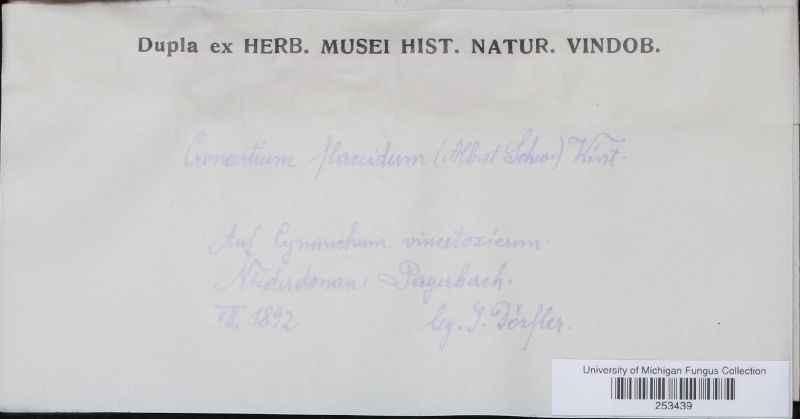 Dupla ex HERB. MUSEI HIST. NATUR. VINDOB.
Cronartium flaccidum (Alb. et Schw.) Wint.
Auf Cynanchum vincetoxicum.
Niederdonau: Payerbach.
VII. 1892 leg. I. Dörfler.
University of Michigan Fungus Collection
253439